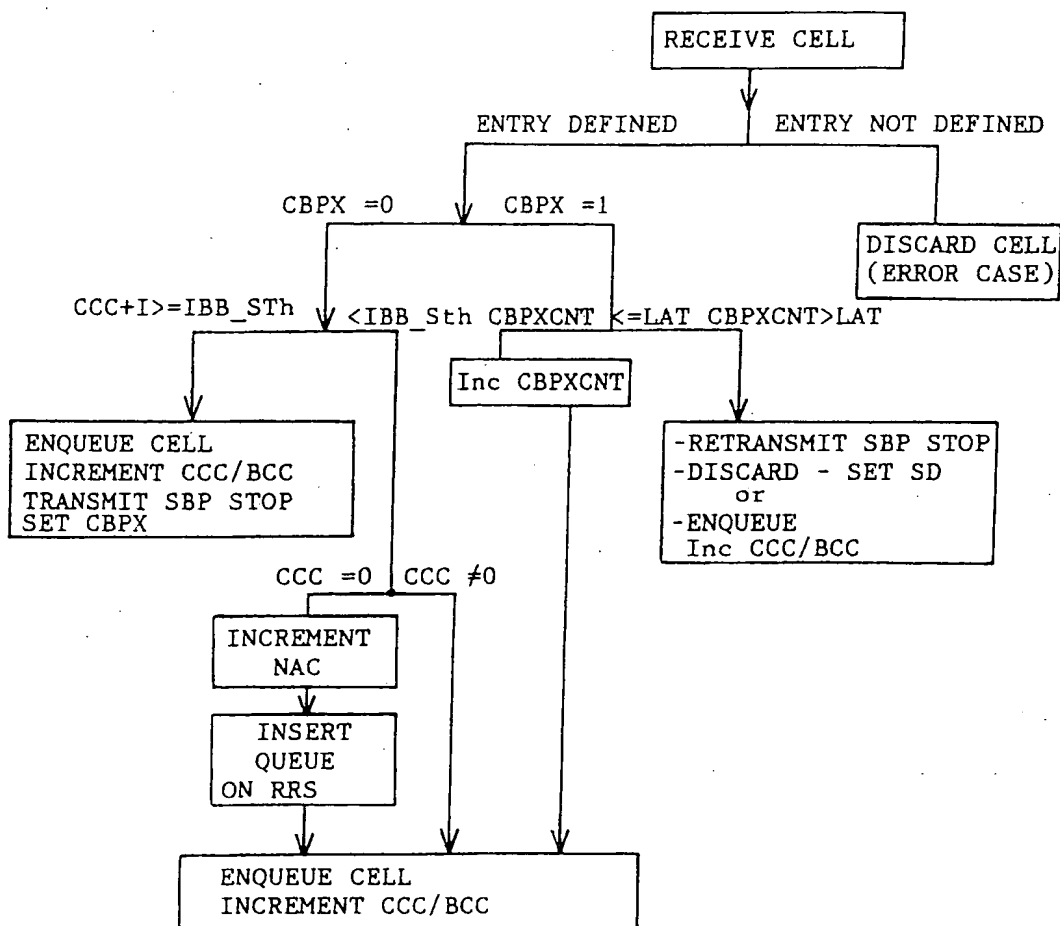 RECEIVE CELL
ENTRY DEFINED
ENTRY NOT DEFINED
CBPX =0
CBPX =1
DISCARD CELL
(ERROR CASE)
CCC+I>=IBB_STh
<IBB_Sth
CBPXCNT <=LAT
CBPXCNT>LAT
Inc CBPXCNT
ENQUEUE CELL
INCREMENT CCC/BCC
TRANSMIT SBP STOP
SET CBPX
-RETRANSMIT SBP STOP
-DISCARD - SET SD
or
-ENQUEUE
Inc CCC/BCC
CCC =0
CCC ≠0
INCREMENT
NAC
INSERT
QUEUE
ON RRS
ENQUEUE CELL
INCREMENT CCC/BCC